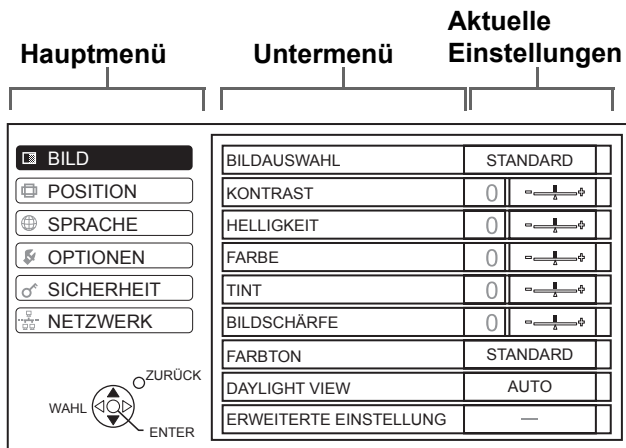 Hauptmenü
Untermenü
Aktuelle
Einstellungen
BILD
POSITION
SPRACHE
OPTIONEN
SICHERHEIT
NETZWERK
ZURÜCK
WAHL
ENTER
BILDAUSWAHL STANDARD
KONTRAST 0 - +
HELLIGKEIT 0 - +
FARBE 0 - +
TINT 0 - +
BILDSCHÄRFE 0 - +
FARBTON STANDARD
DAYLIGHT VIEW AUTO
ERWEITERTE EINSTELLUNG —